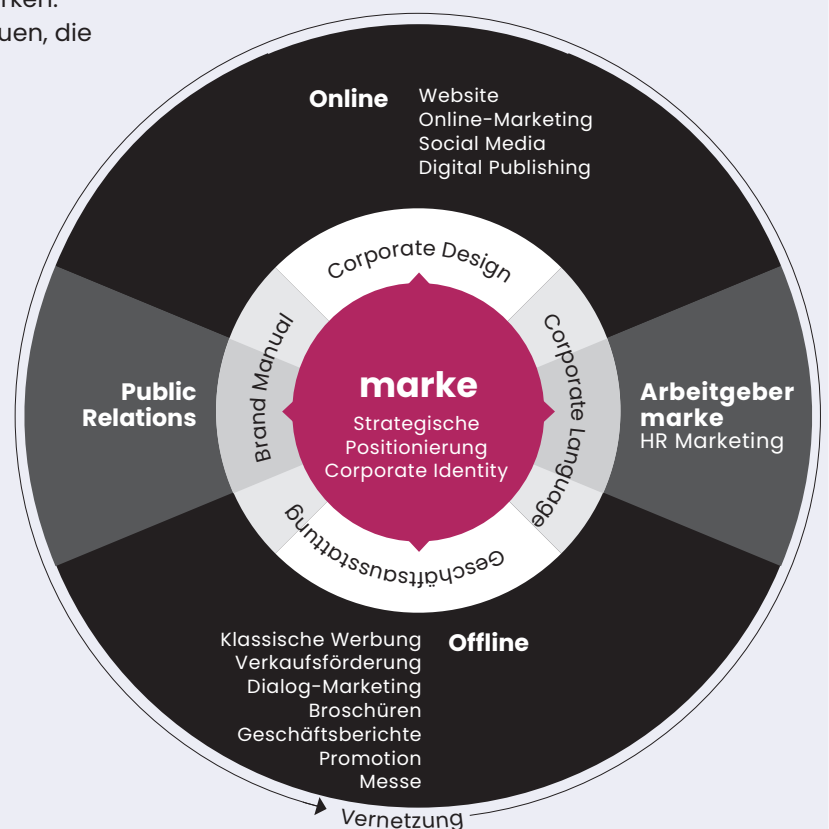 uen, die
Online
Website
Online-Marketing
Social Media
Digital Publishing
Corporate Design
Brand Manual
Corporate Language
Geschäftsausstattung
marke
Strategische
Positionierung
Corporate Identity
Public
Relations
Arbeitgeber
marke
HR Marketing
Klassische Werbung
Verkaufsförderung
Dialog-Marketing
Broschüren
Geschäftsberichte
Promotion
Messe
Offline
Vernetzung